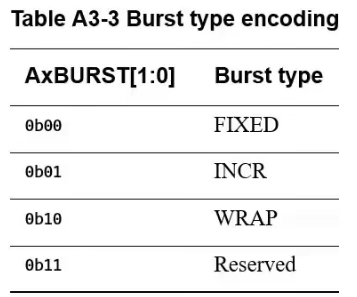 Table A3-3 Burst type encoding
AxBURST[1:0] Burst type
0b00 FIXED
0b01 INCR
0b10 WRAP
0b11 Reserved